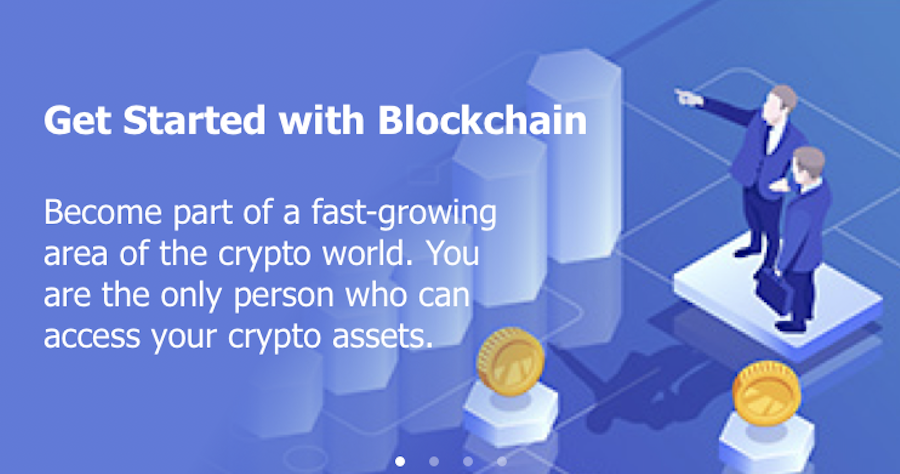 Get Started with Blockchain
Become part of a fast-growing
area of the crypto world. You
are the only person who can
access your crypto assets.